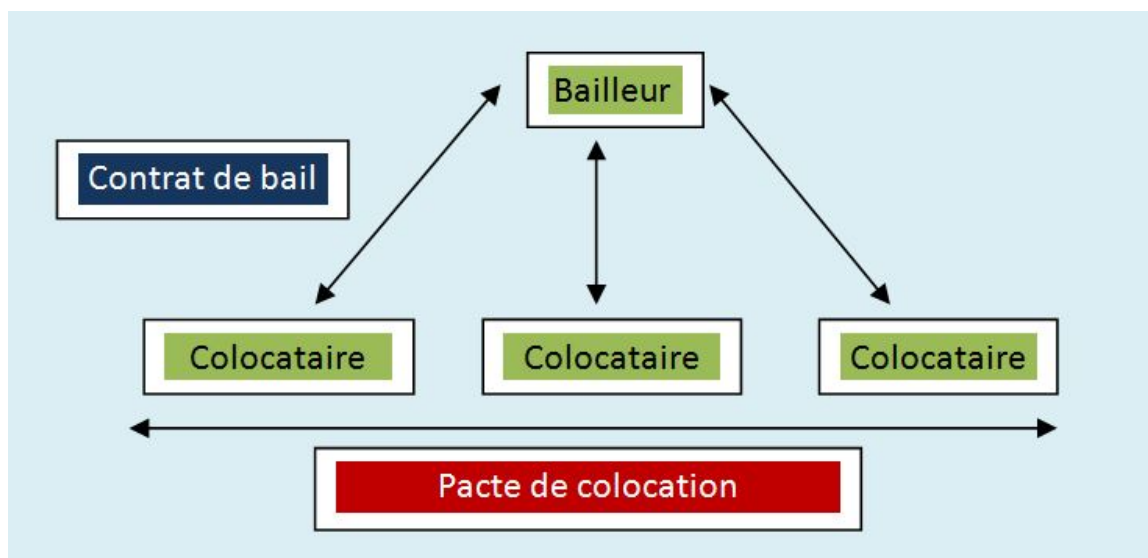 Bailleur
Contrat de bail
Colocataire
Colocataire
Colocataire
Pacte de colocation